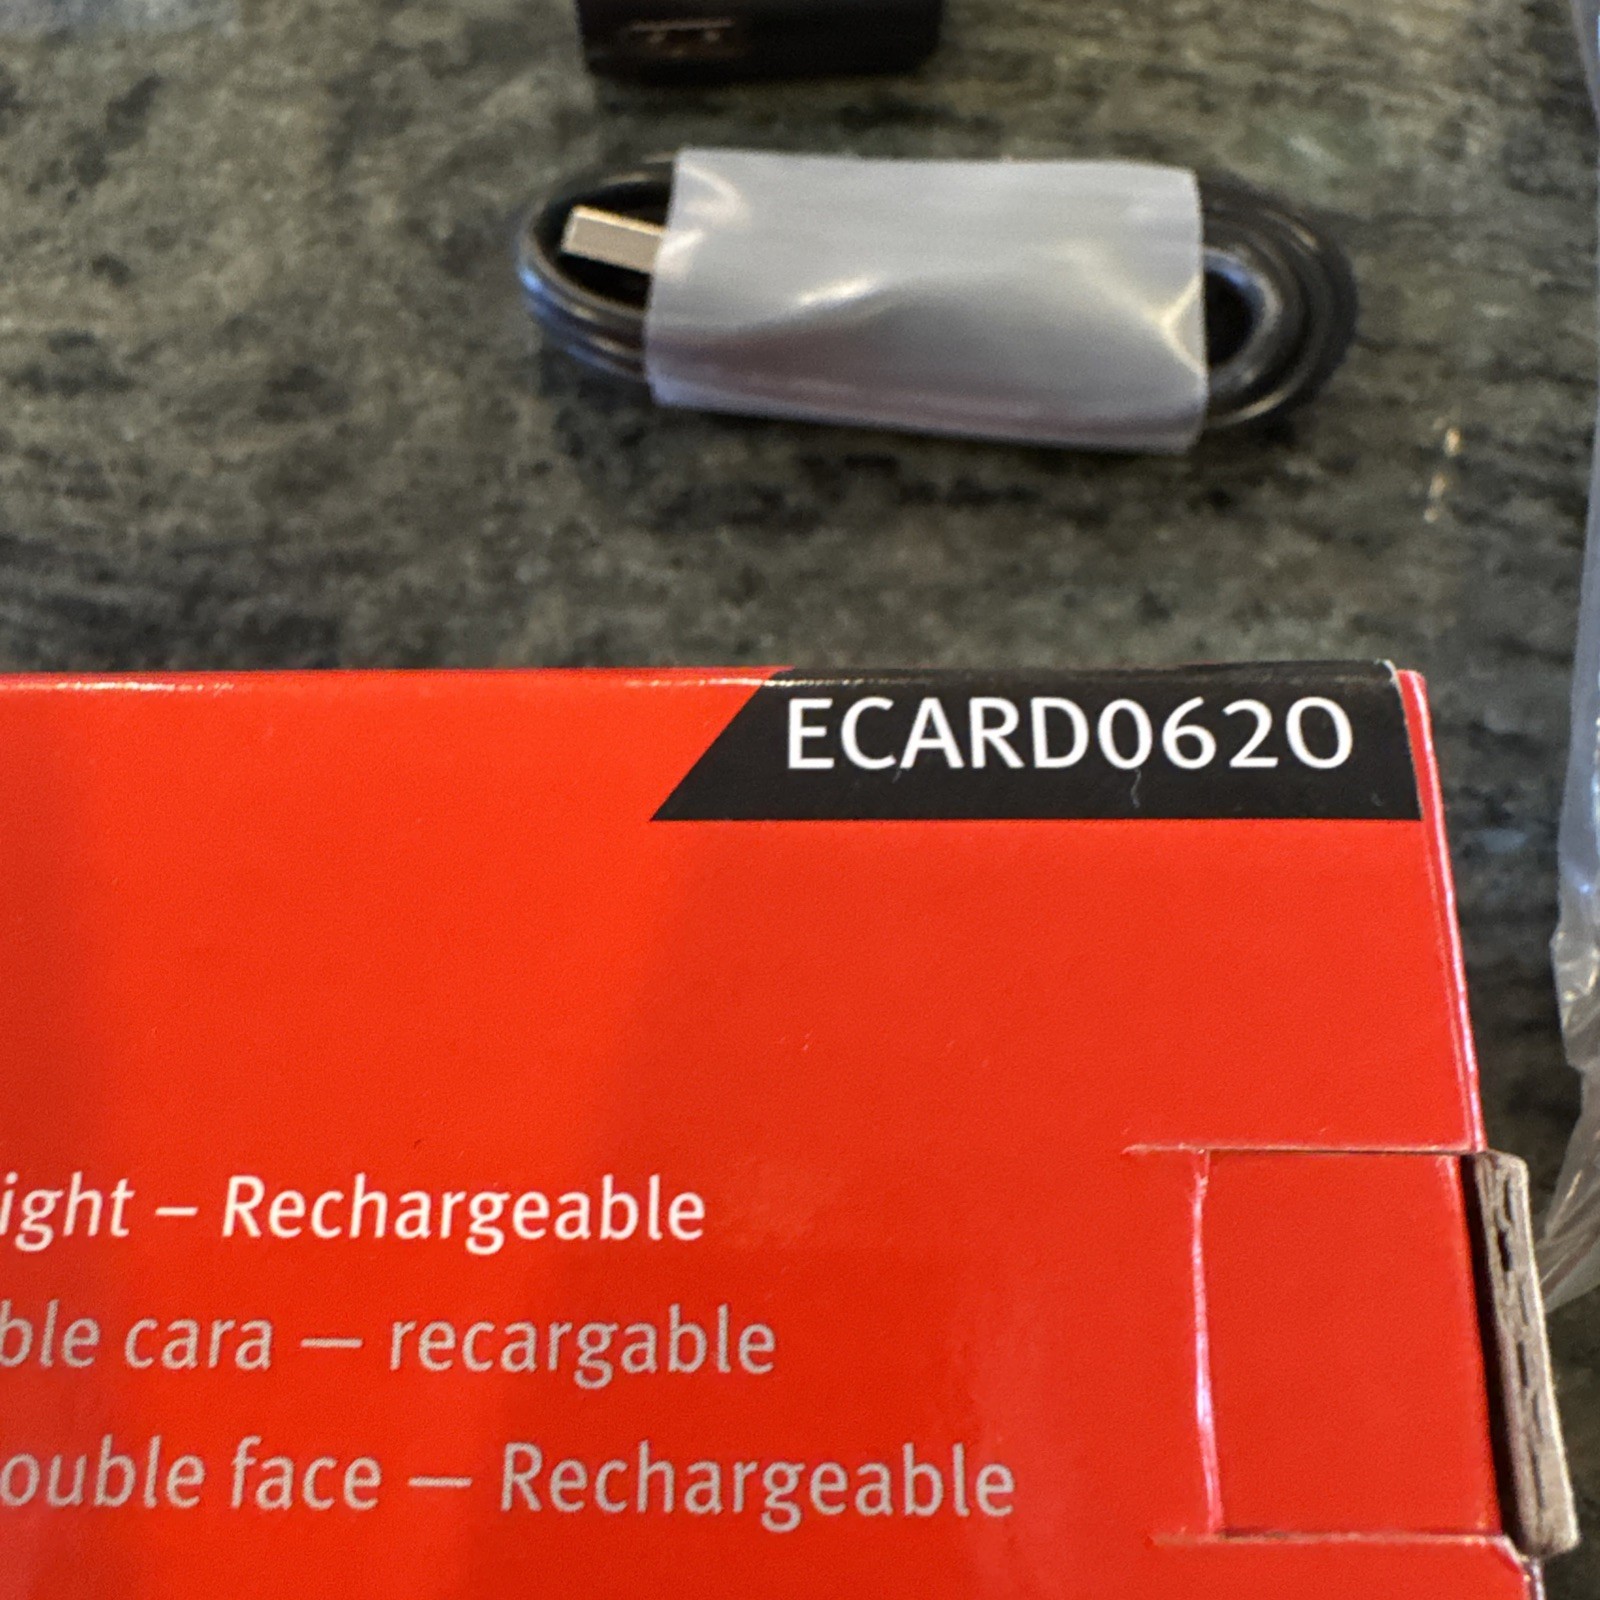 ECARD0620
ight – Rechargeable
ble cara — recargable
ouble face — Rechargeable